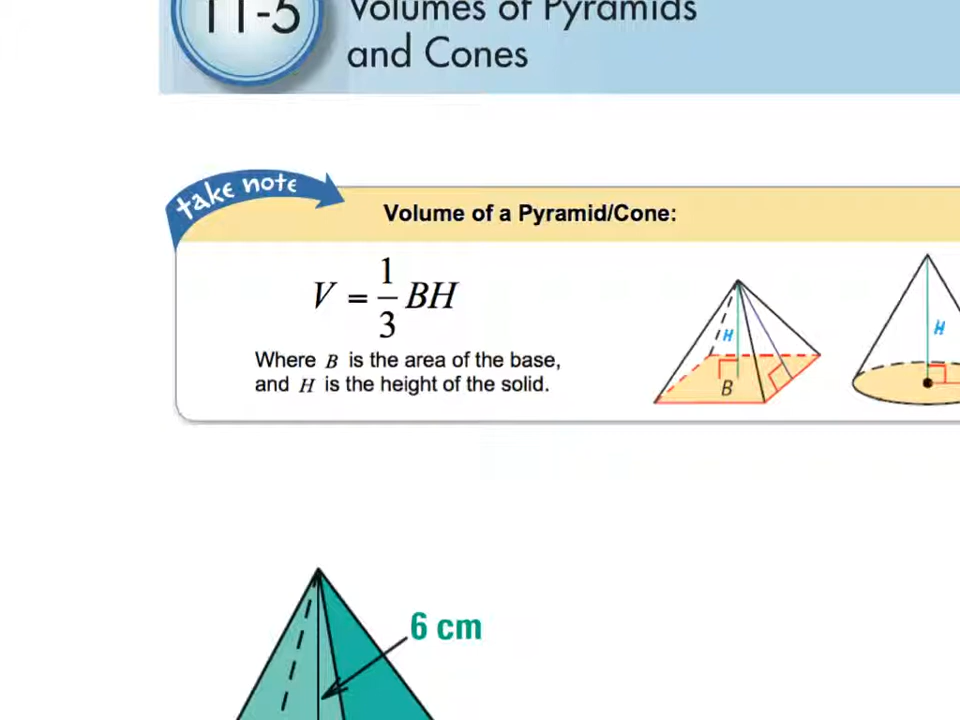 11-5
Volumes of Pyramids
and Cones
take note
Volume of a Pyramid/Cone:
V = 1/3 BH
Where B is the area of the base,
and H is the height of the solid.
H
B
H
6 cm